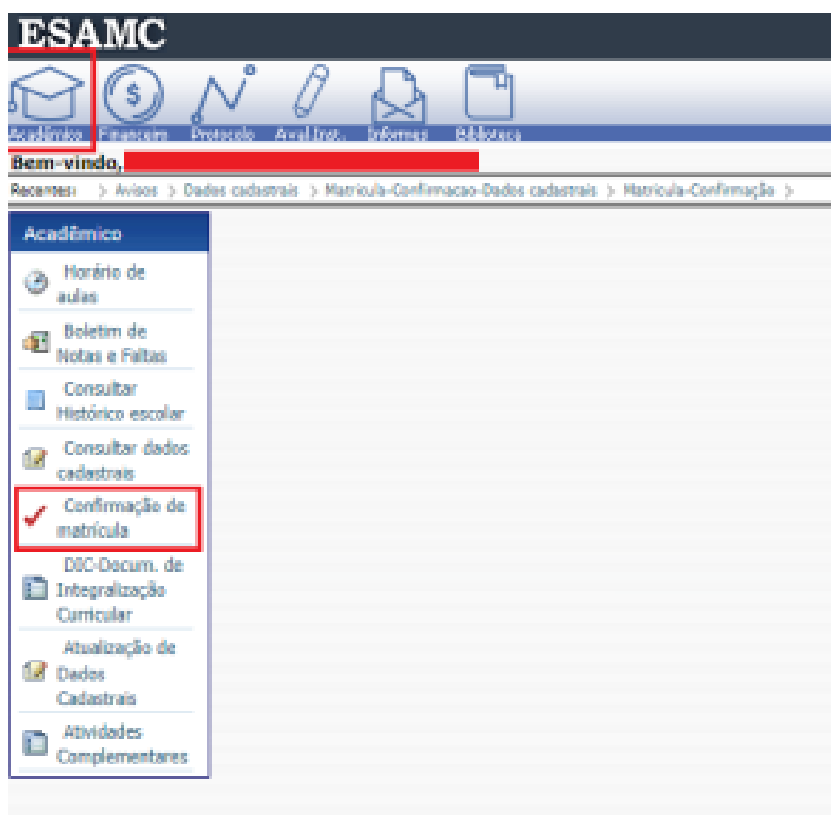 ESAMC
Acadêmico Financeiro Protocolo Aval.Inst. Informes Biblioteca
Bem-vindo,
Recentes: > Avisos > Dados cadastrais > Matricula-Confirmacao-Dados cadastrais > Matricula-Confirmação >
Acadêmico
Horário de
aulas
Boletim de
Notas e Faltas
Consultar
Histórico escolar
Consultar dados
cadastrais
Confirmação de
matrícula
DIC-Docum. de
Integralização
Curricular
Atualização de
Dados
Cadastrais
Atividades
Complementares